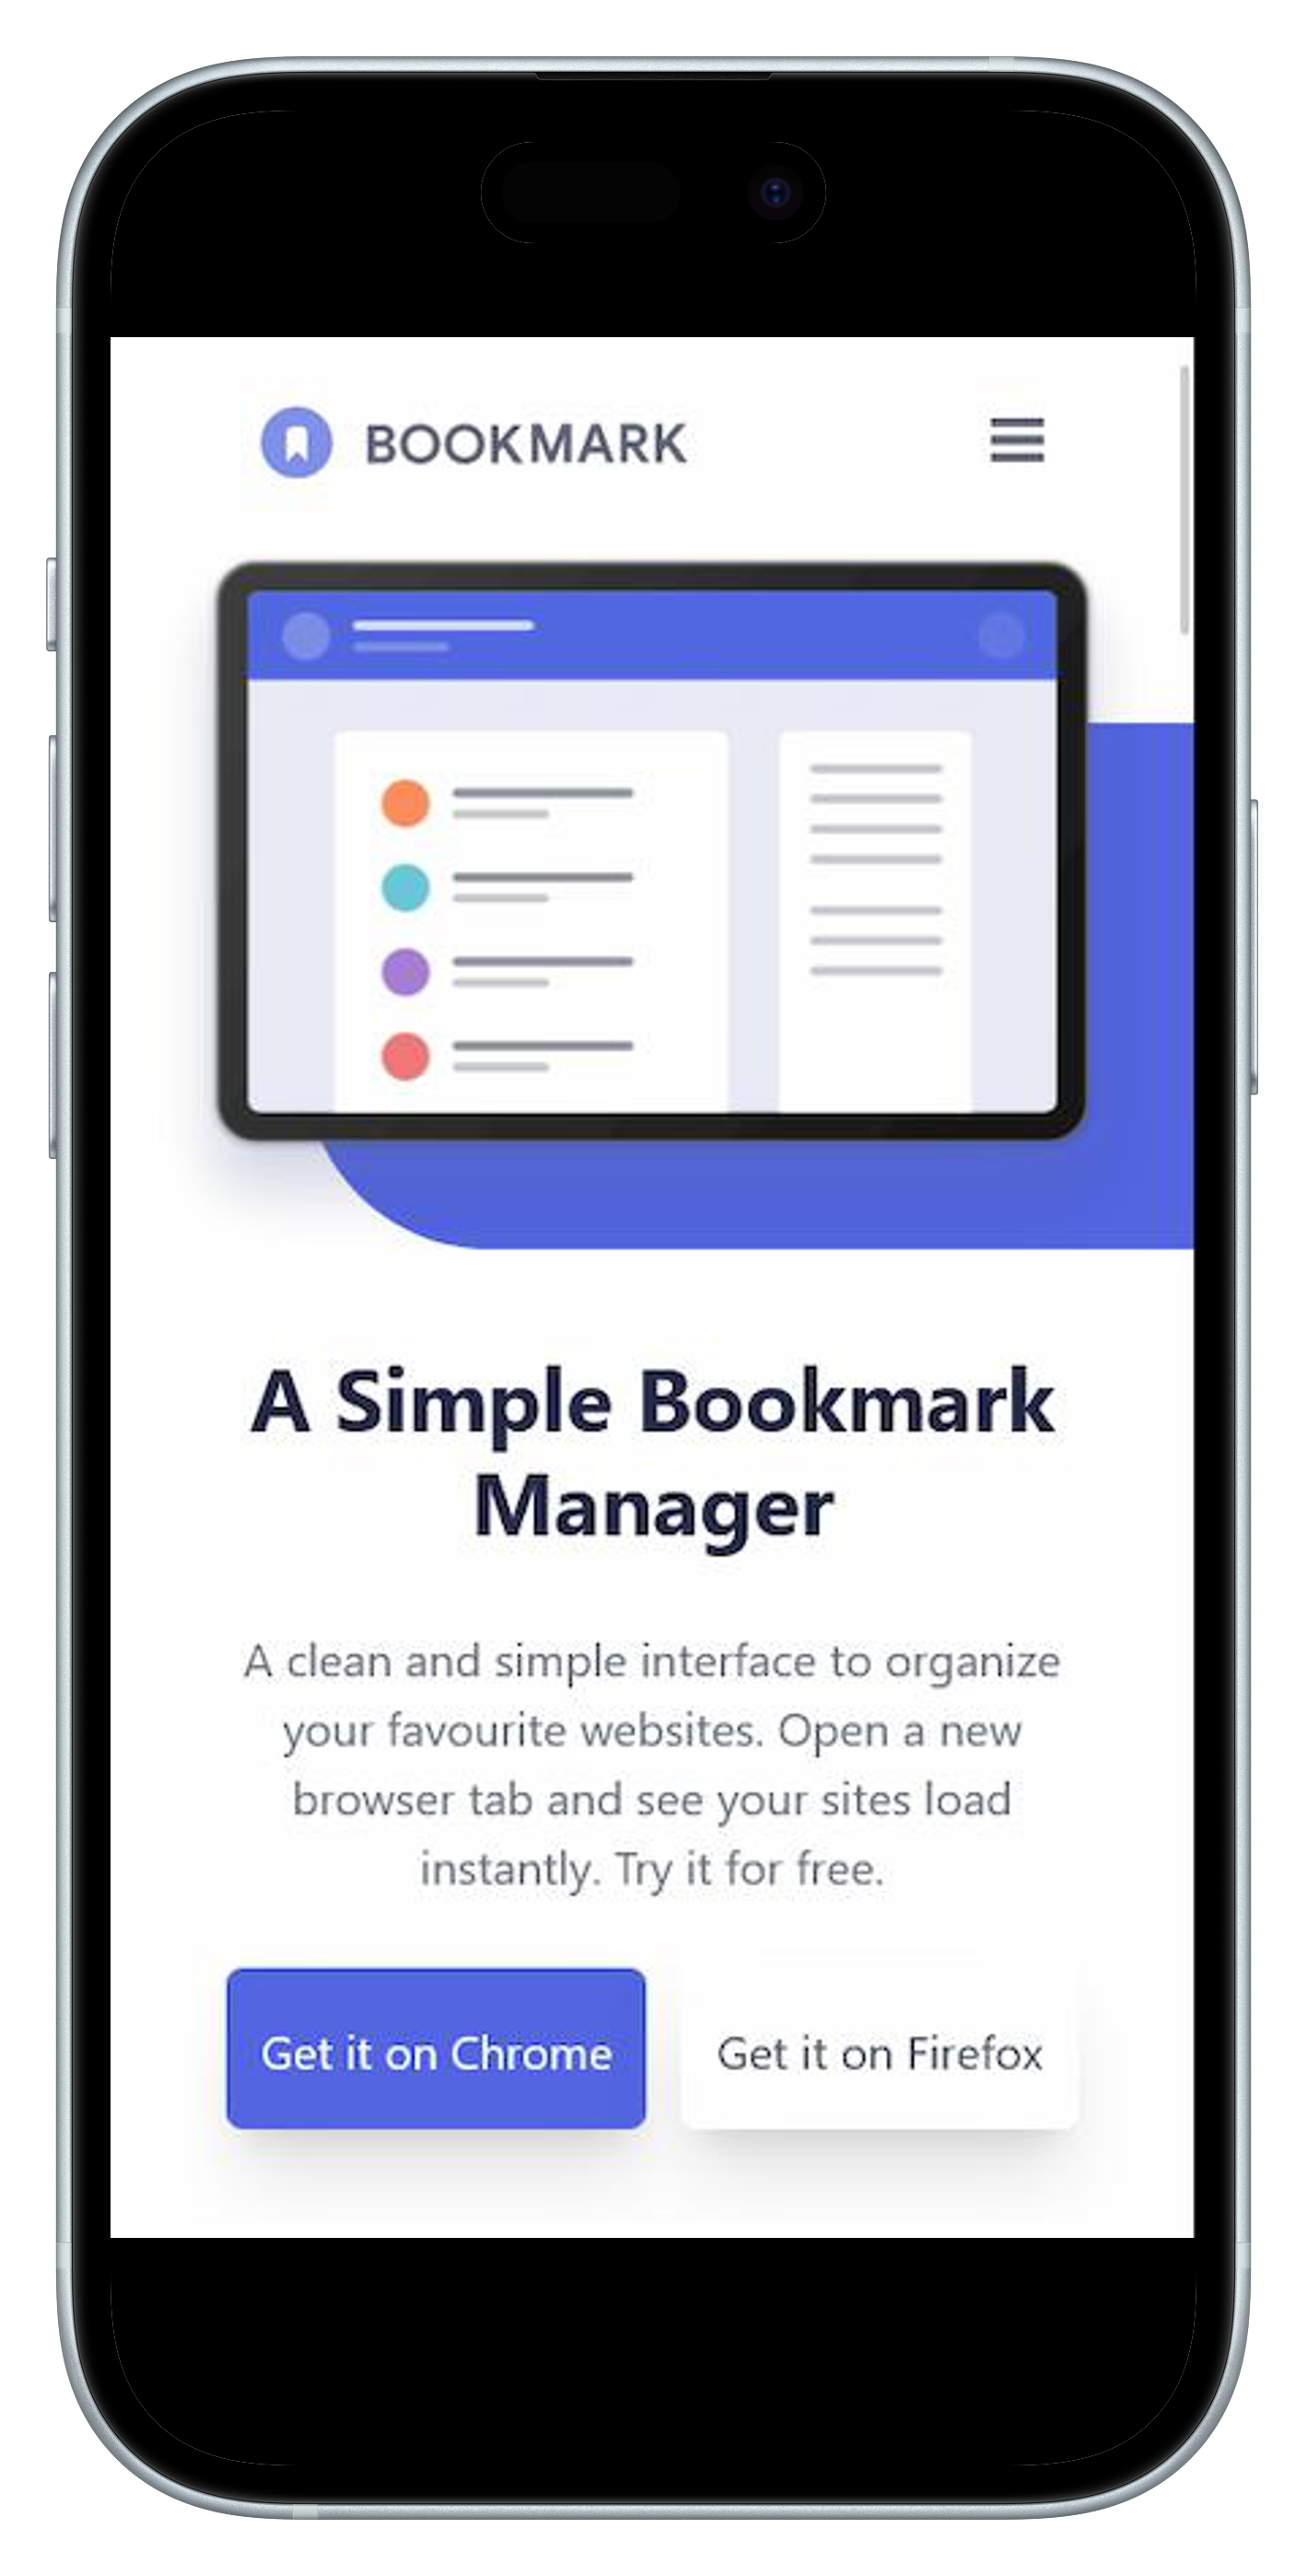 BOOKMARK
A Simple Bookmark
Manager
A clean and simple interface to organize
your favourite websites. Open a new
browser tab and see your sites load
instantly. Try it for free.
Get it on Chrome
Get it on Firefox